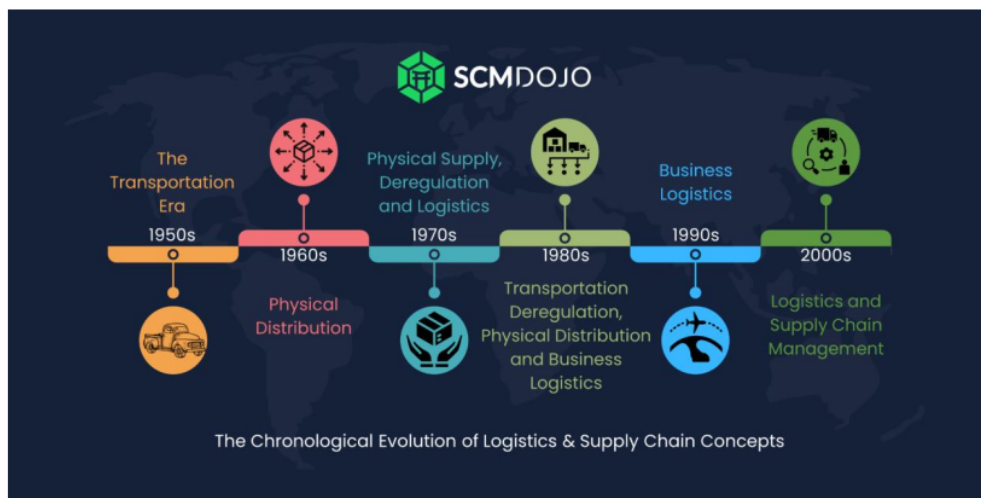 SCMDOJO
The
Transportation
Era
1950s
1960s
Physical
Distribution
Physical Supply,
Deregulation
and Logistics
1970s
1980s
Transportation
Deregulation,
Physical Distribution
and Business
Logistics
Business
Logistics
1990s
2000s
Logistics and
Supply Chain
Management
The Chronological Evolution of Logistics & Supply Chain Concepts